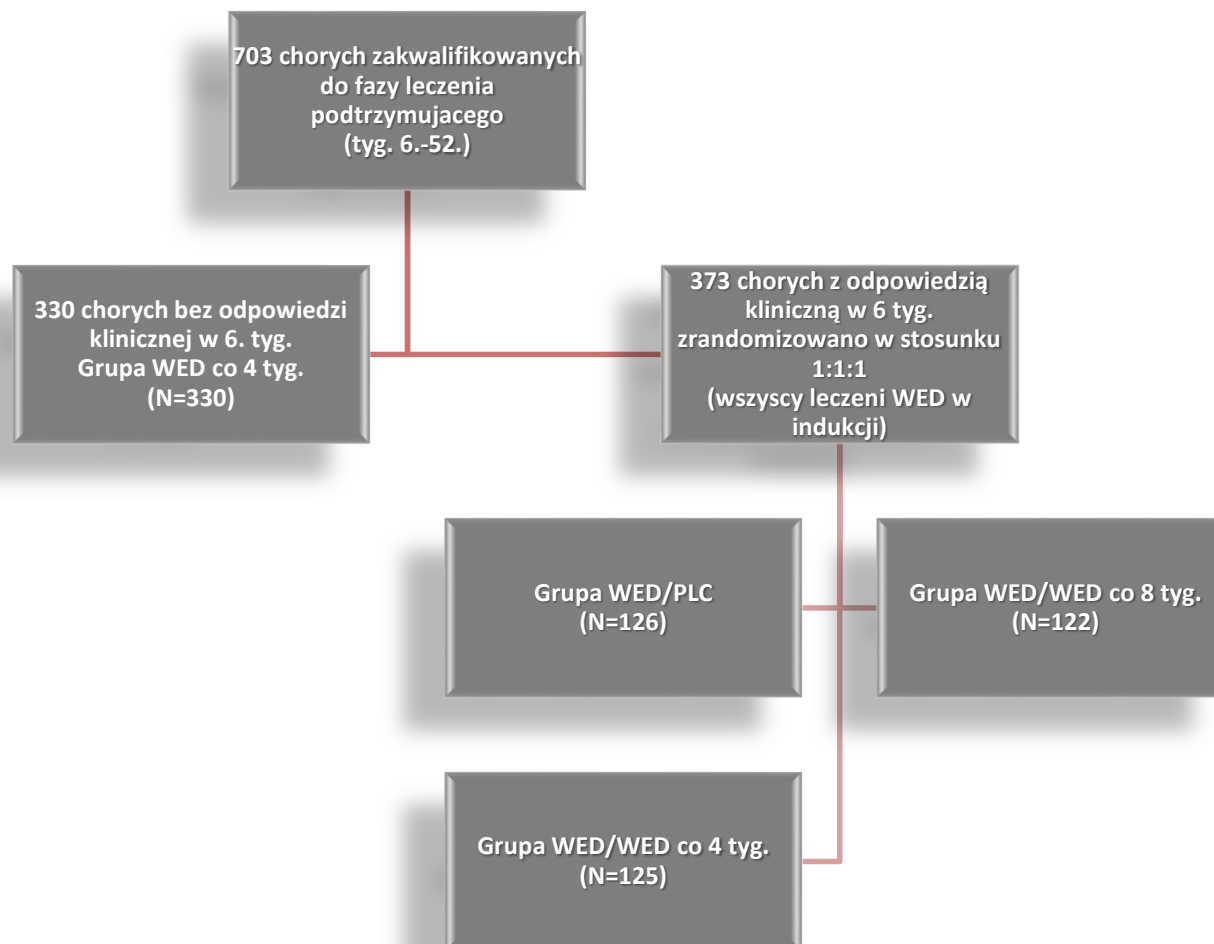 703 chorych zakwalifikowanych
do fazy leczenia
podtrzymujacego
(tyg. 6.-52.)
330 chorych bez odpowiedzi
klinicznej w 6. tyg.
Grupa WED co 4 tyg.
(N=330)
373 chorych z odpowiedzią
kliniczną w 6 tyg.
zrandomizowano w stosunku
1:1:1
(wszyscy leczeni WED w
indukcji)
Grupa WED/PLC
(N=126)
Grupa WED/WED co 8 tyg.
(N=122)
Grupa WED/WED co 4 tyg.
(N=125)